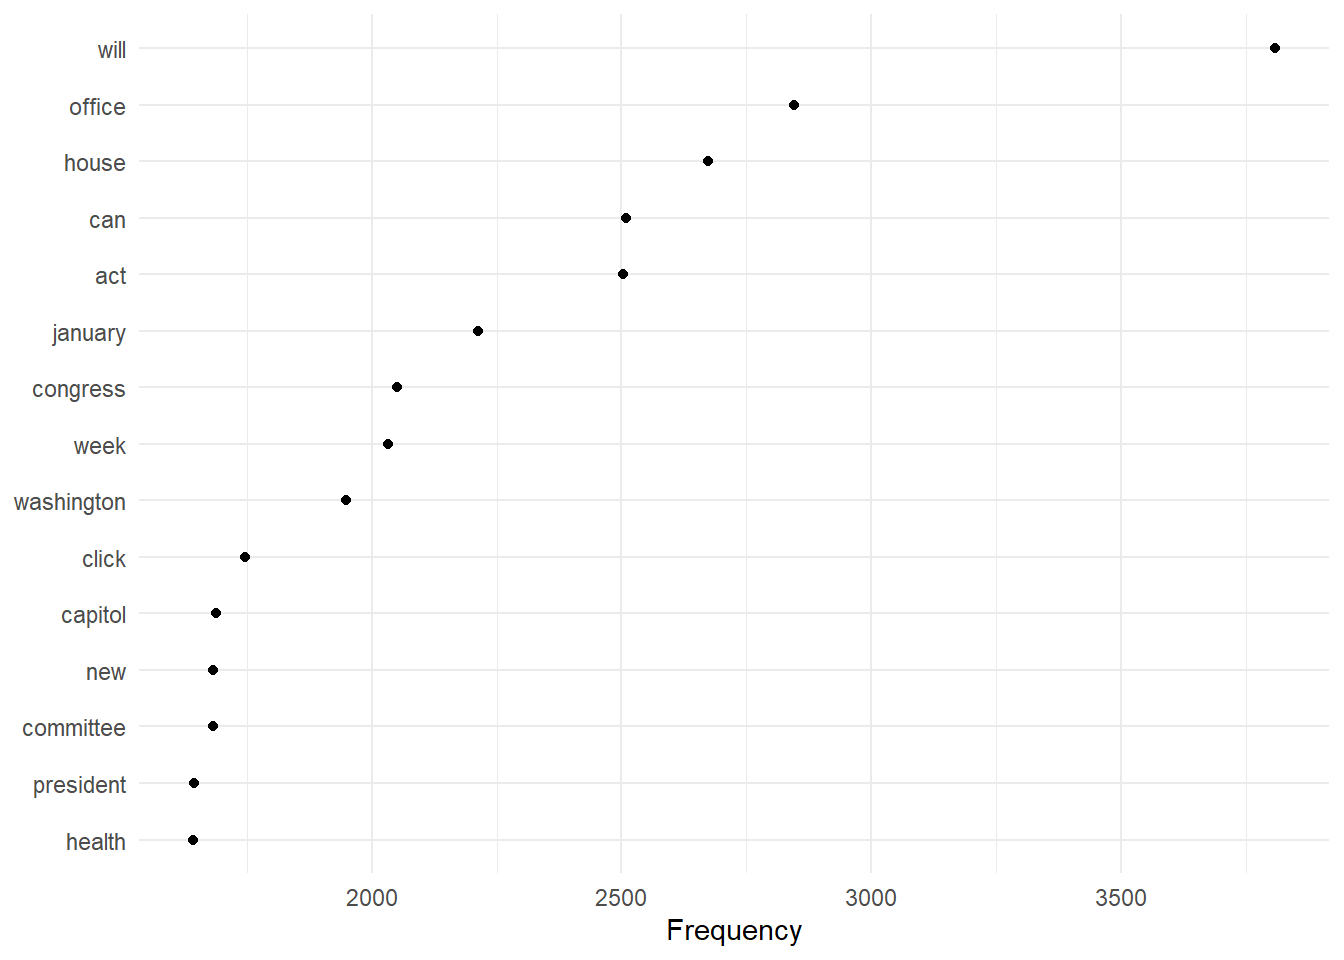 will
office
house
can
act
january
congress
week
washington
click
capitol
new
committee
president
health
2000 2500 3000 3500
Frequency